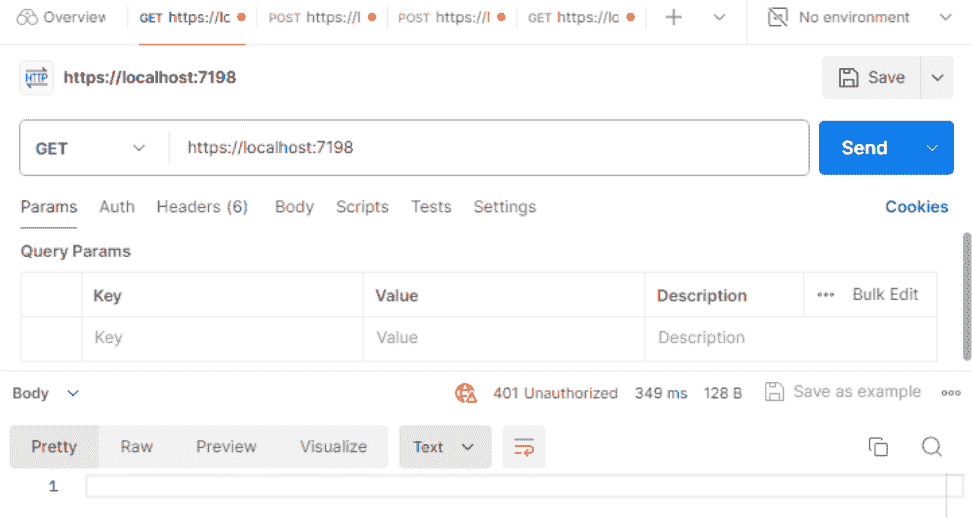 Overview GET https://lc POST https://l POST https://l GET https://lc No environment
HTTP https://localhost:7198 Save
GET https://localhost:7198 Send
Params Auth Headers (6) Body Scripts Tests Settings Cookies
Query Params
Key Value Description Bulk Edit
Key Value Description
Body 401 Unauthorized 349 ms 128 B Save as example
Pretty Raw Preview Visualize Text
1